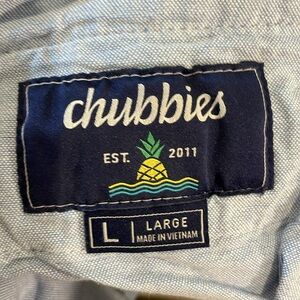 chubbies
EST. 2011
L LARGE
MADE IN VIETNAM